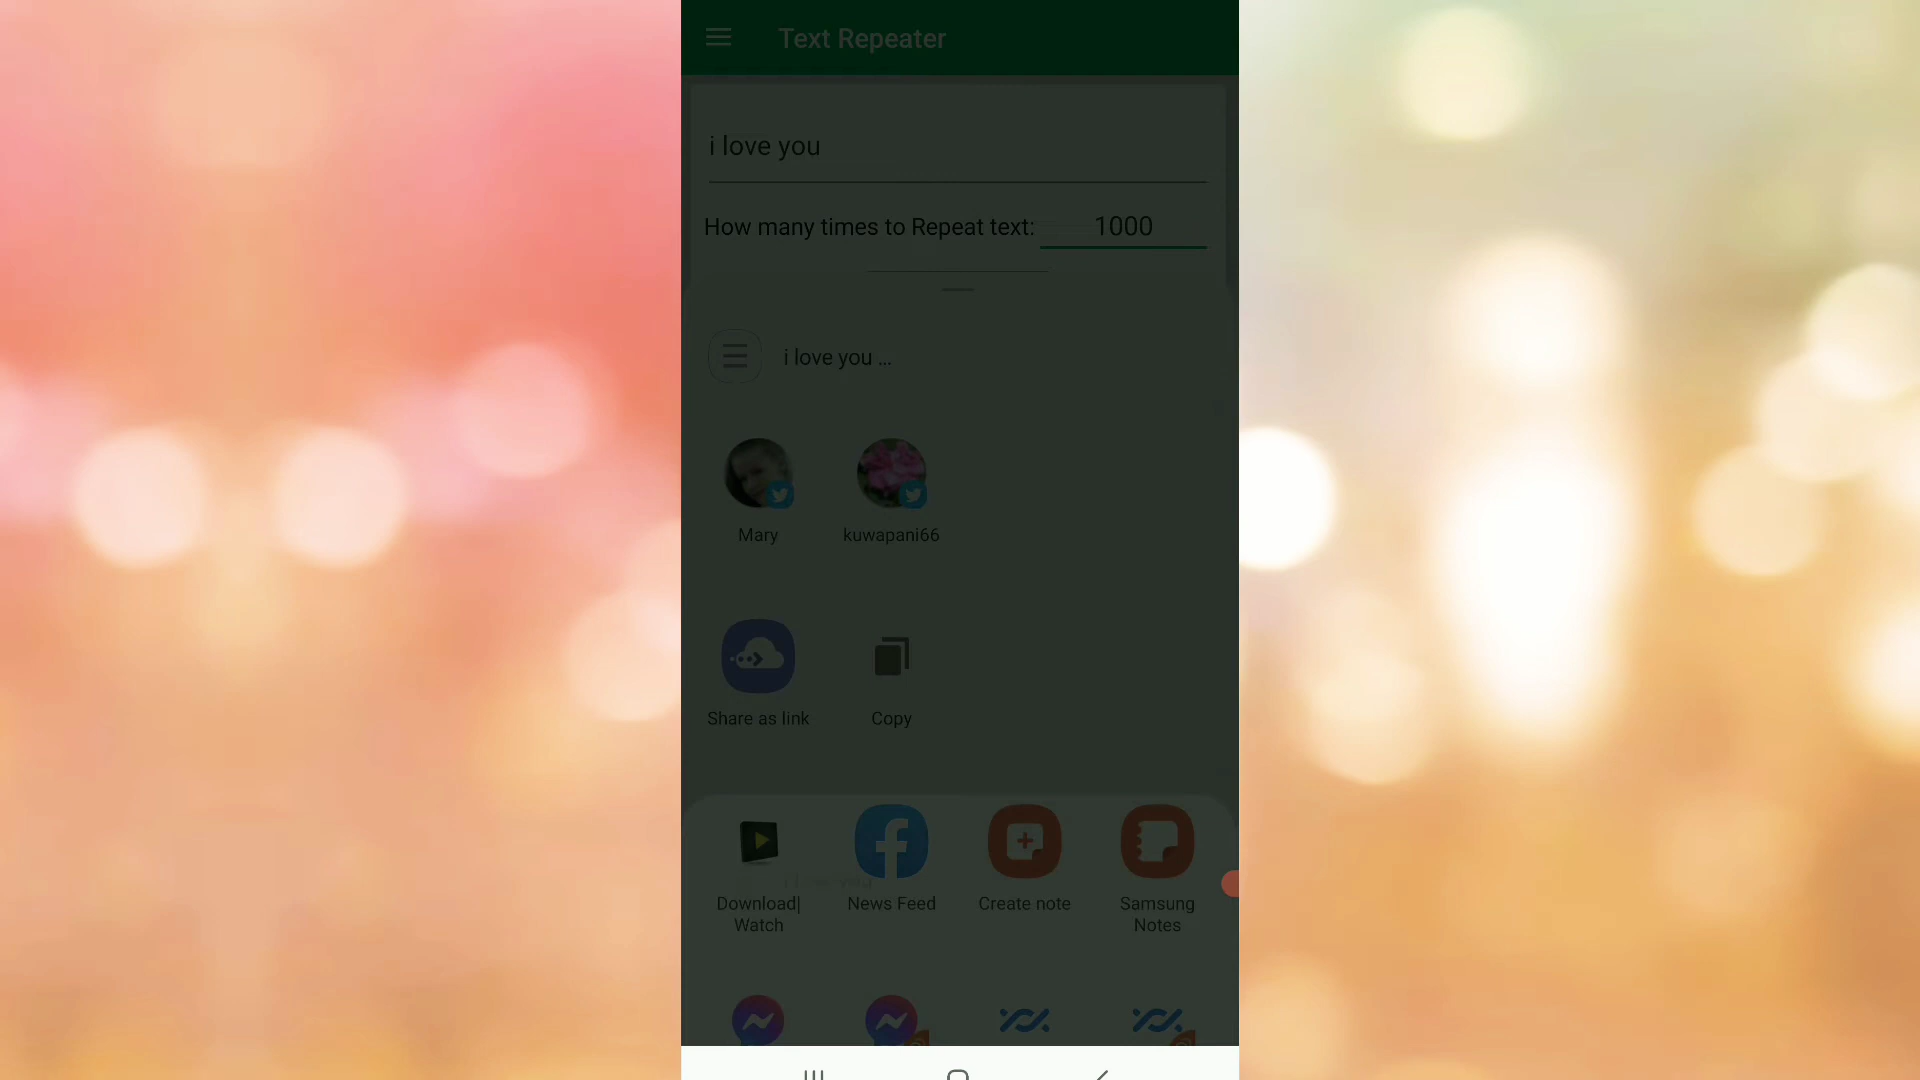 Text Repeater
i love you
How many times to Repeat text: 1000
i love you ...
Mary kuwapani66
Share as link Copy
Download| News Feed Create note Samsung
Watch Notes